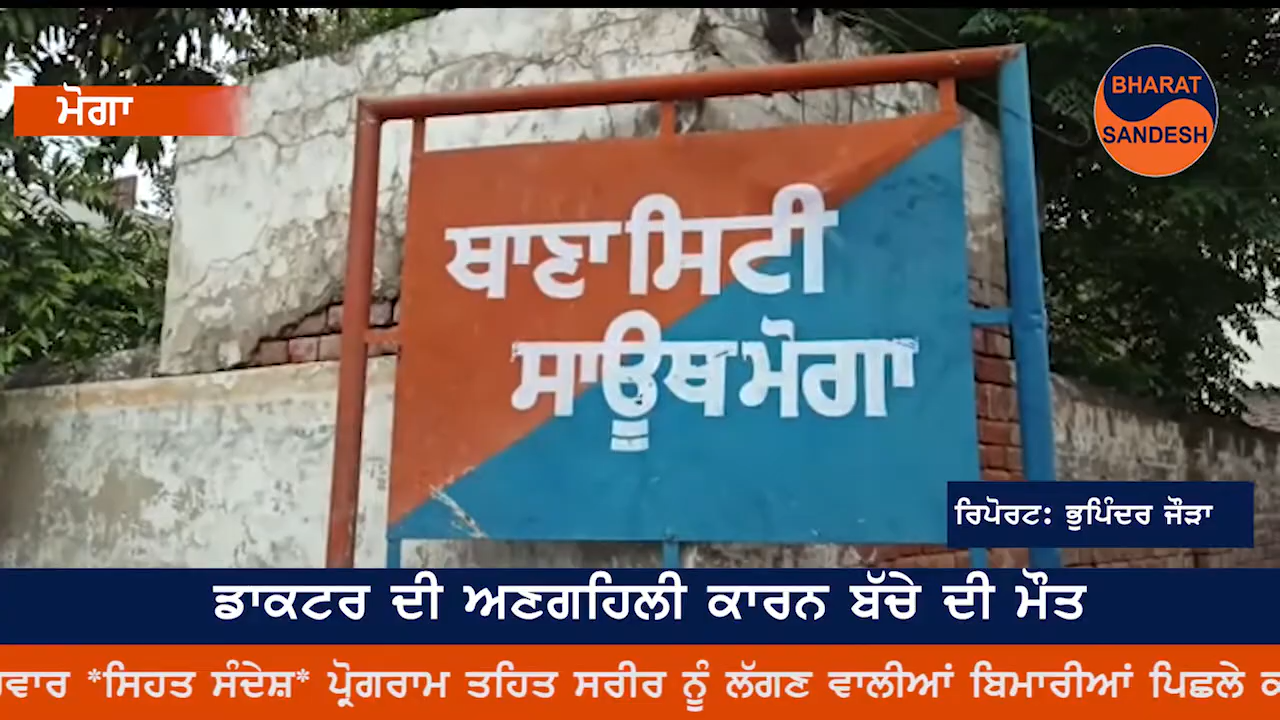 ਮੋਗਾ
BHARAT
SANDESH
ਥਾਣਾ ਸਿਟੀ
ਸਾਊਥ ਮੋਗਾ
ਰਿਪੋਰਟ: ਭੁਪਿੰਦਰ ਜੌੜਾ
ਡਾਕਟਰ ਦੀ ਅਣਗਹਿਲੀ ਕਾਰਨ ਬੱਚੇ ਦੀ ਮੌਤ
*ਸਿਹਤ ਸੰਦੇਸ਼* ਪ੍ਰੋਗਰਾਮ ਤਹਿਤ ਸਰੀਰ ਨੂੰ ਲੱਗਣ ਵਾਲੀਆਂ ਬਿਮਾਰੀਆਂ ਪਿਛਲੇ